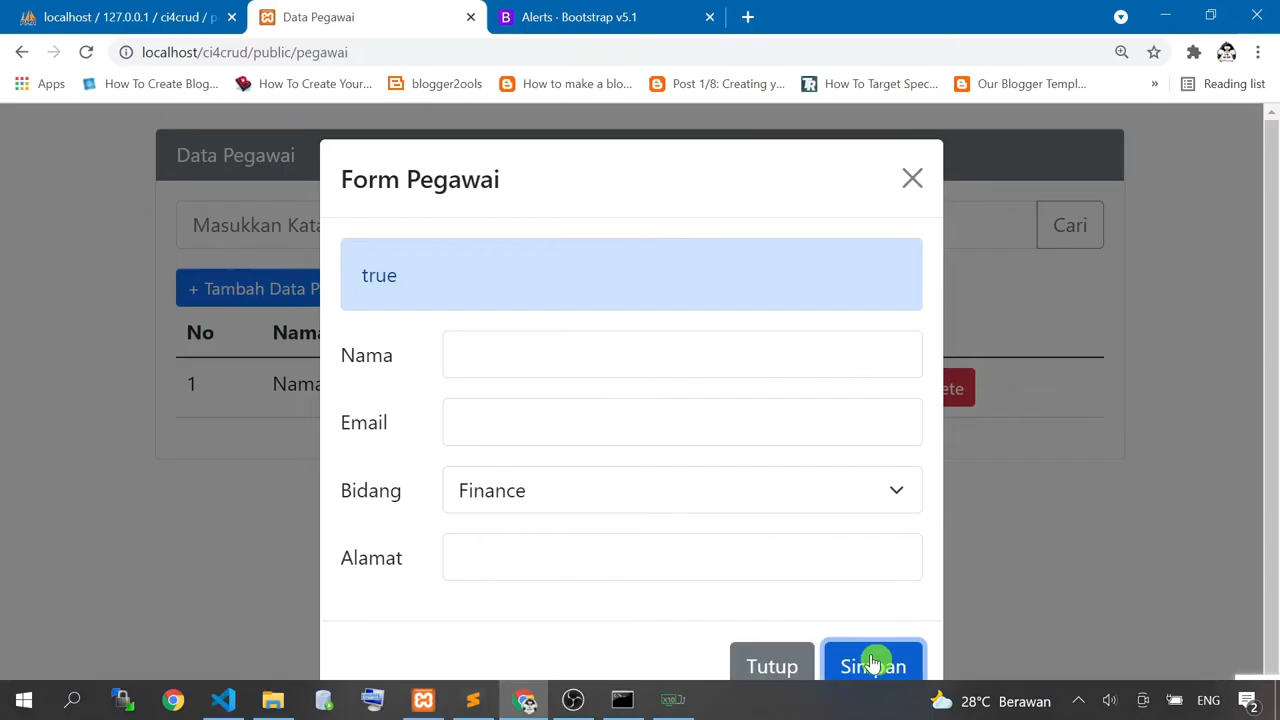 localhost / 127.0.0.1 / ci4crud / p
Data Pegawai
Alerts · Bootstrap v5.1
localhost/ci4crud/public/pegawai
Apps
How To Create Blog...
How To Create Your...
blogger2ools
How to make a blo...
Post 1/8: Creating y...
How To Target Spec...
Our Blogger Templ...
»
Reading list
Data Pegawai
Form Pegawai
Masukkan Kata
Cari
true
+ Tambah Data P
No
Nama
Nama
1
Nama
ete
Email
Bidang
Finance
Alamat
Tutup
Simpan
28°C Berawan
ENG
2